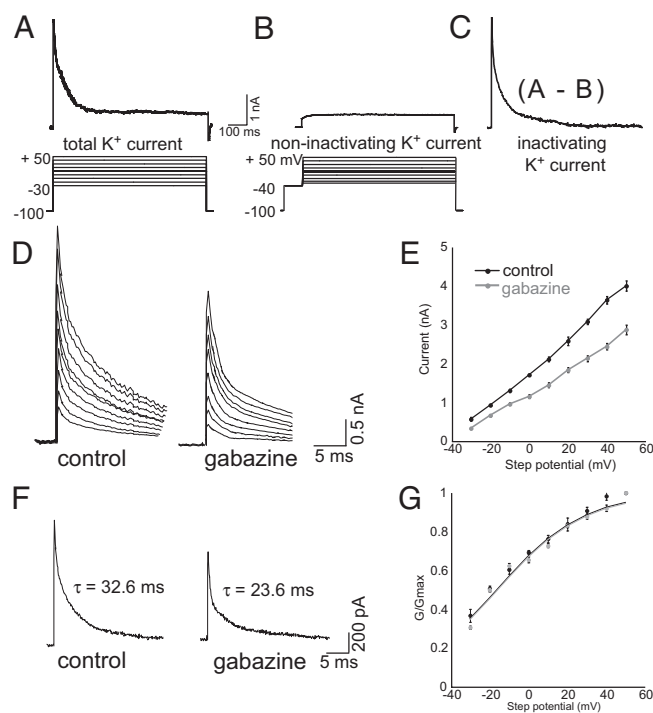 A
B
C
(A - B)
1 nA
100 ms
total K+ current
non-inactivating K+ current
inactivating
K+ current
+ 50
-30
-100
+ 50 mV
-40
-100
D
control
gabazine
0.5 nA
5 ms
E
control
gabazine
Current (nA)
5
4
3
2
1
0
-40
-20
0
20
40
60
Step potential (mV)
F
τ = 32.6 ms
control
τ = 23.6 ms
gabazine
200 pA
5 ms
G
G/Gmax
1
0.8
0.6
0.4
0.2
0
-40
-20
0
20
40
60
Step potential (mV)